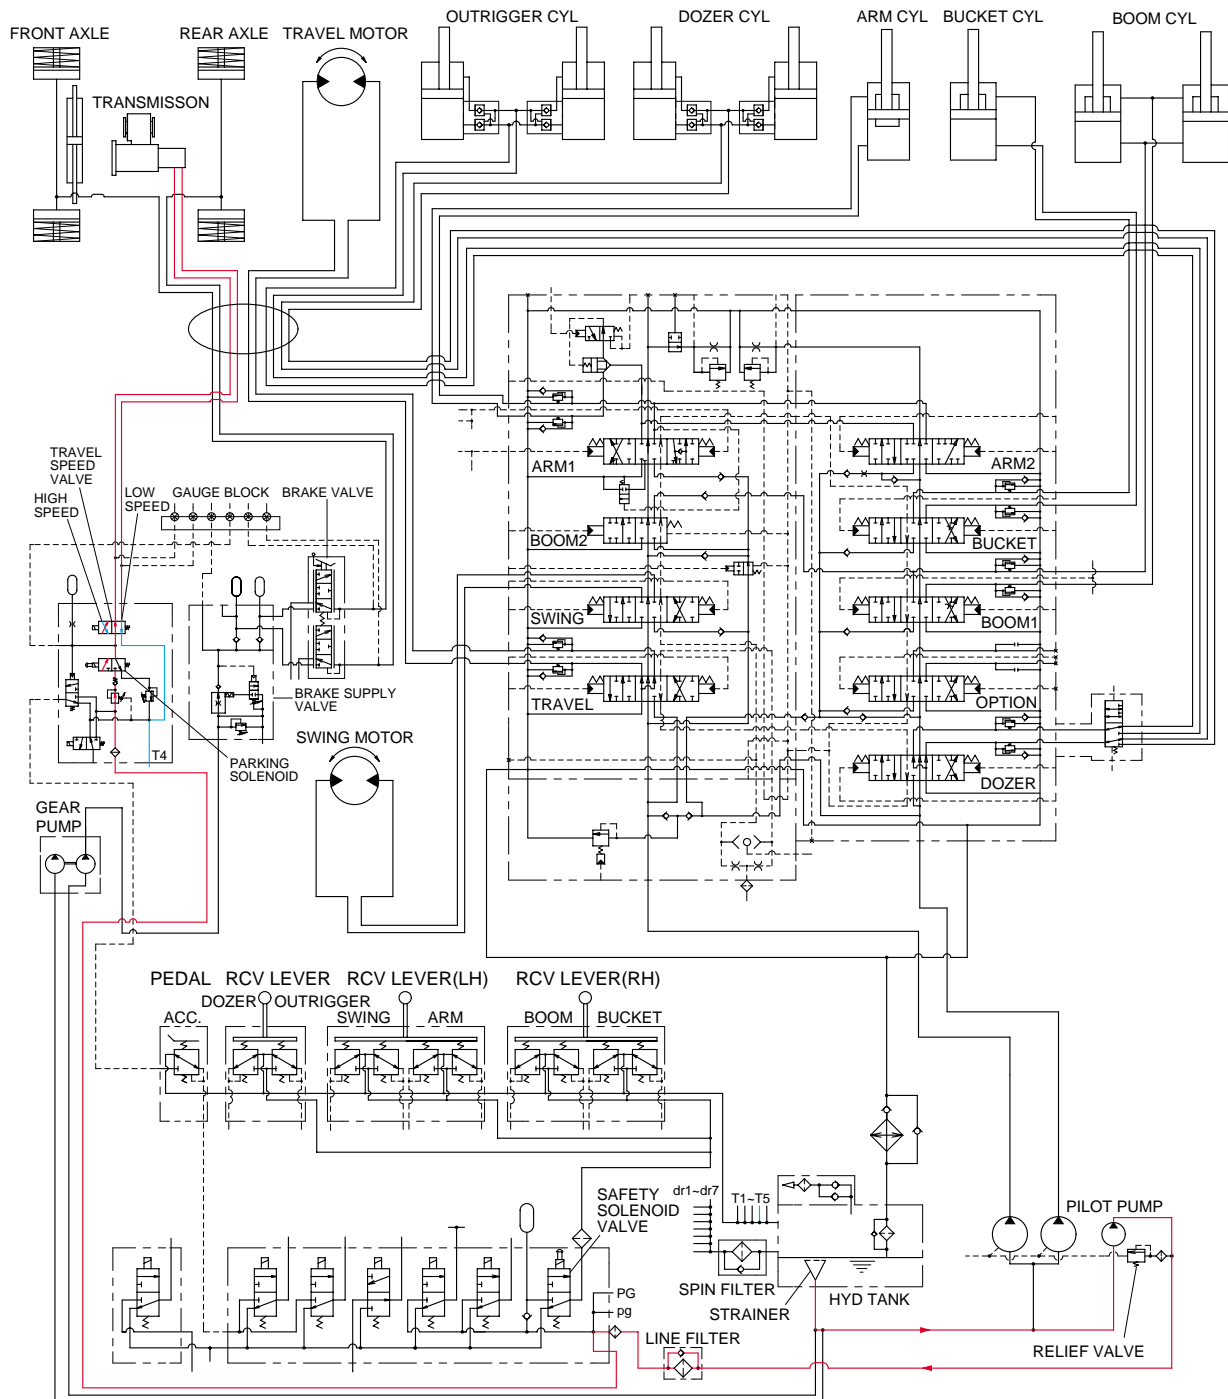 OUTRIGGER CYL
DOZER CYL
ARM CYL
BUCKET CYL
BOOM CYL
FRONT AXLE
REAR AXLE
TRAVEL MOTOR
TRANSMISSON
TRAVEL
SPEED
VALVE
HIGH
SPEED
LOW
SPEED
GAUGE BLOCK
BRAKE VALVE
ARM1
ARM2
BOOM2
BUCKET
SWING
BOOM1
TRAVEL
OPTION
DOZER
BRAKE SUPPLY
VALVE
T4
PARKING
SOLENOID
SWING MOTOR
GEAR
PUMP
PEDAL
RCV LEVER
RCV LEVER(LH)
RCV LEVER(RH)
DOZER
OUTRIGGER
ACC.
SWING
ARM
BOOM
BUCKET
SAFETY
SOLENOID
VALVE
dr1~dr7
T1~T5
PILOT PUMP
PG
pg
SPIN FILTER
STRAINER
HYD TANK
LINE FILTER
RELIEF VALVE